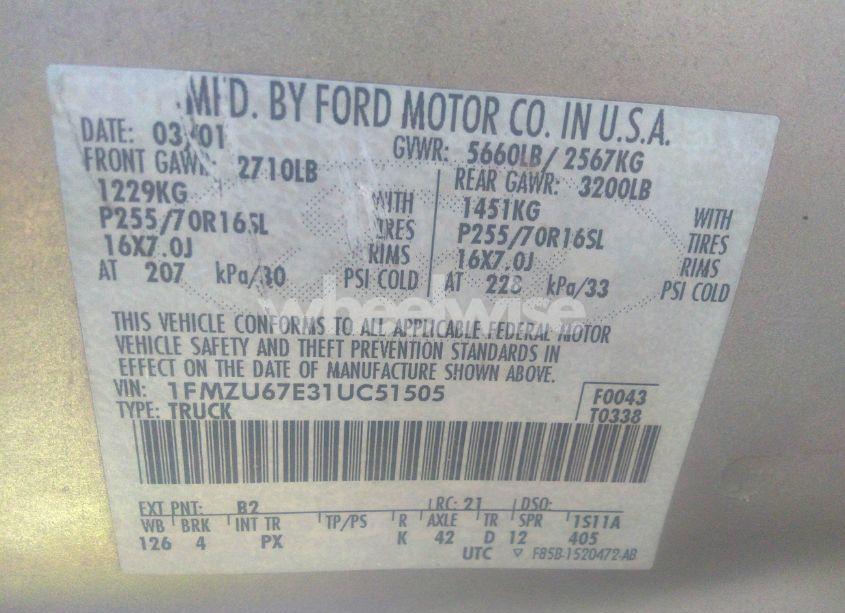 MFD. BY FORD MOTOR CO. IN U.S.A.
DATE: 03/01 GVWR: 5660LB/ 2567KG
FRONT GAWR: 2710LB REAR GAWR: 3200LB
1229KG WITH 1451KG WITH
P255/70R16SL TIRES P255/70R16SL TIRES
16X7.0J RIMS 16X7.0J RIMS
AT 207 kPa/30 PSI COLD AT 228 kPa/33 PSI COLD
wheelwise
THIS VEHICLE CONFORMS TO ALL APPLICABLE FEDERAL MOTOR
VEHICLE SAFETY AND THEFT PREVENTION STANDARDS IN
EFFECT ON THE DATE OF MANUFACTURE SHOWN ABOVE.
VIN: 1FMZU67E31UC51505 F0043
TYPE: TRUCK T0338
EXT PNT: B2 RC: 21 DSO:
WB BRK INT TR TP/PS R AXLE TR SPR 1S11A
126 4 PX K 42 D 12 405
UTC ▽ F85B-1520472-AB